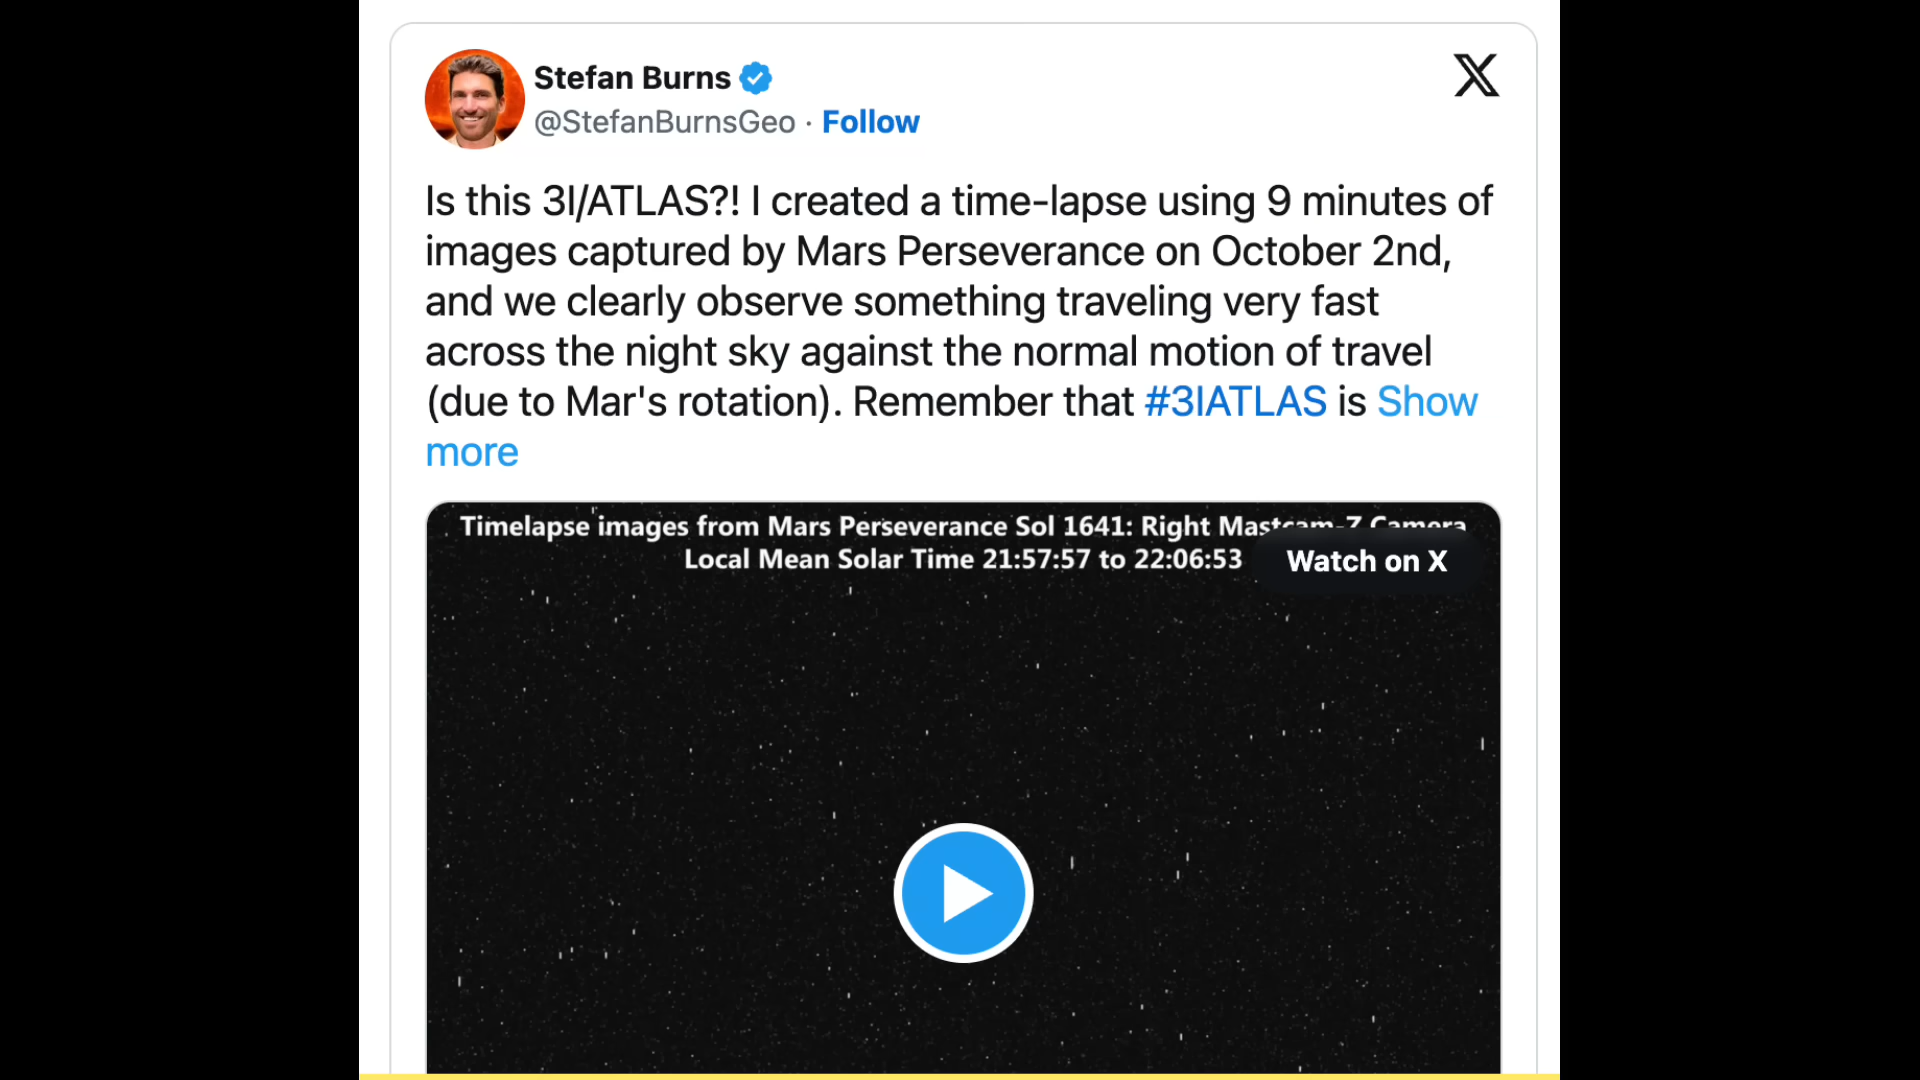 Stefan Burns
@StefanBurnsGeo · Follow
Is this 3I/ATLAS?! I created a time-lapse using 9 minutes of
images captured by Mars Perseverance on October 2nd,
and we clearly observe something traveling very fast
across the night sky against the normal motion of travel
(due to Mar's rotation). Remember that #3IATLAS is Show
more
Timelapse images from Mars Perseverance Sol 1641: Right Mastcam-Z Camera
Local Mean Solar Time 21:57:57 to 22:06:53
Watch on X